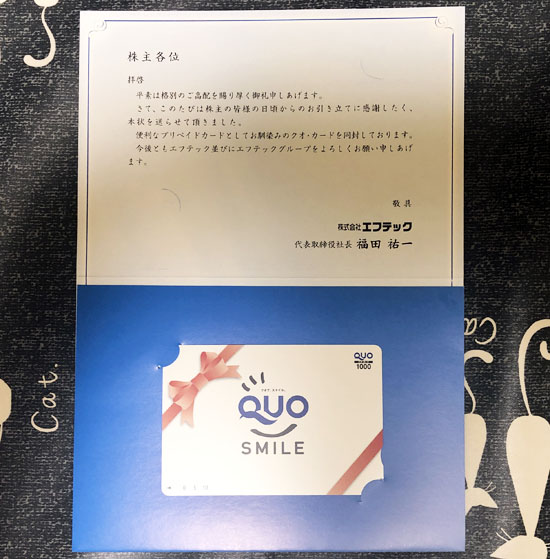 株主各位
拝啓
平素は格別のご高配を賜り厚く御礼申しあげます。
さて、このたびは株主の皆様の日頃からのお引き立てに感謝したく、
本状を送らせて頂きました。
便利なプリペイドカードとしてお馴染みのクオ・カードを同封しております。
今後ともエフテック並びにエフテックグループをよろしくお願い申しあげ
ます。
敬具
株式会社エフテック
代表取締役社長 福田 祐一
QUO
1000
QUO
SMILE
Cat.
Ca